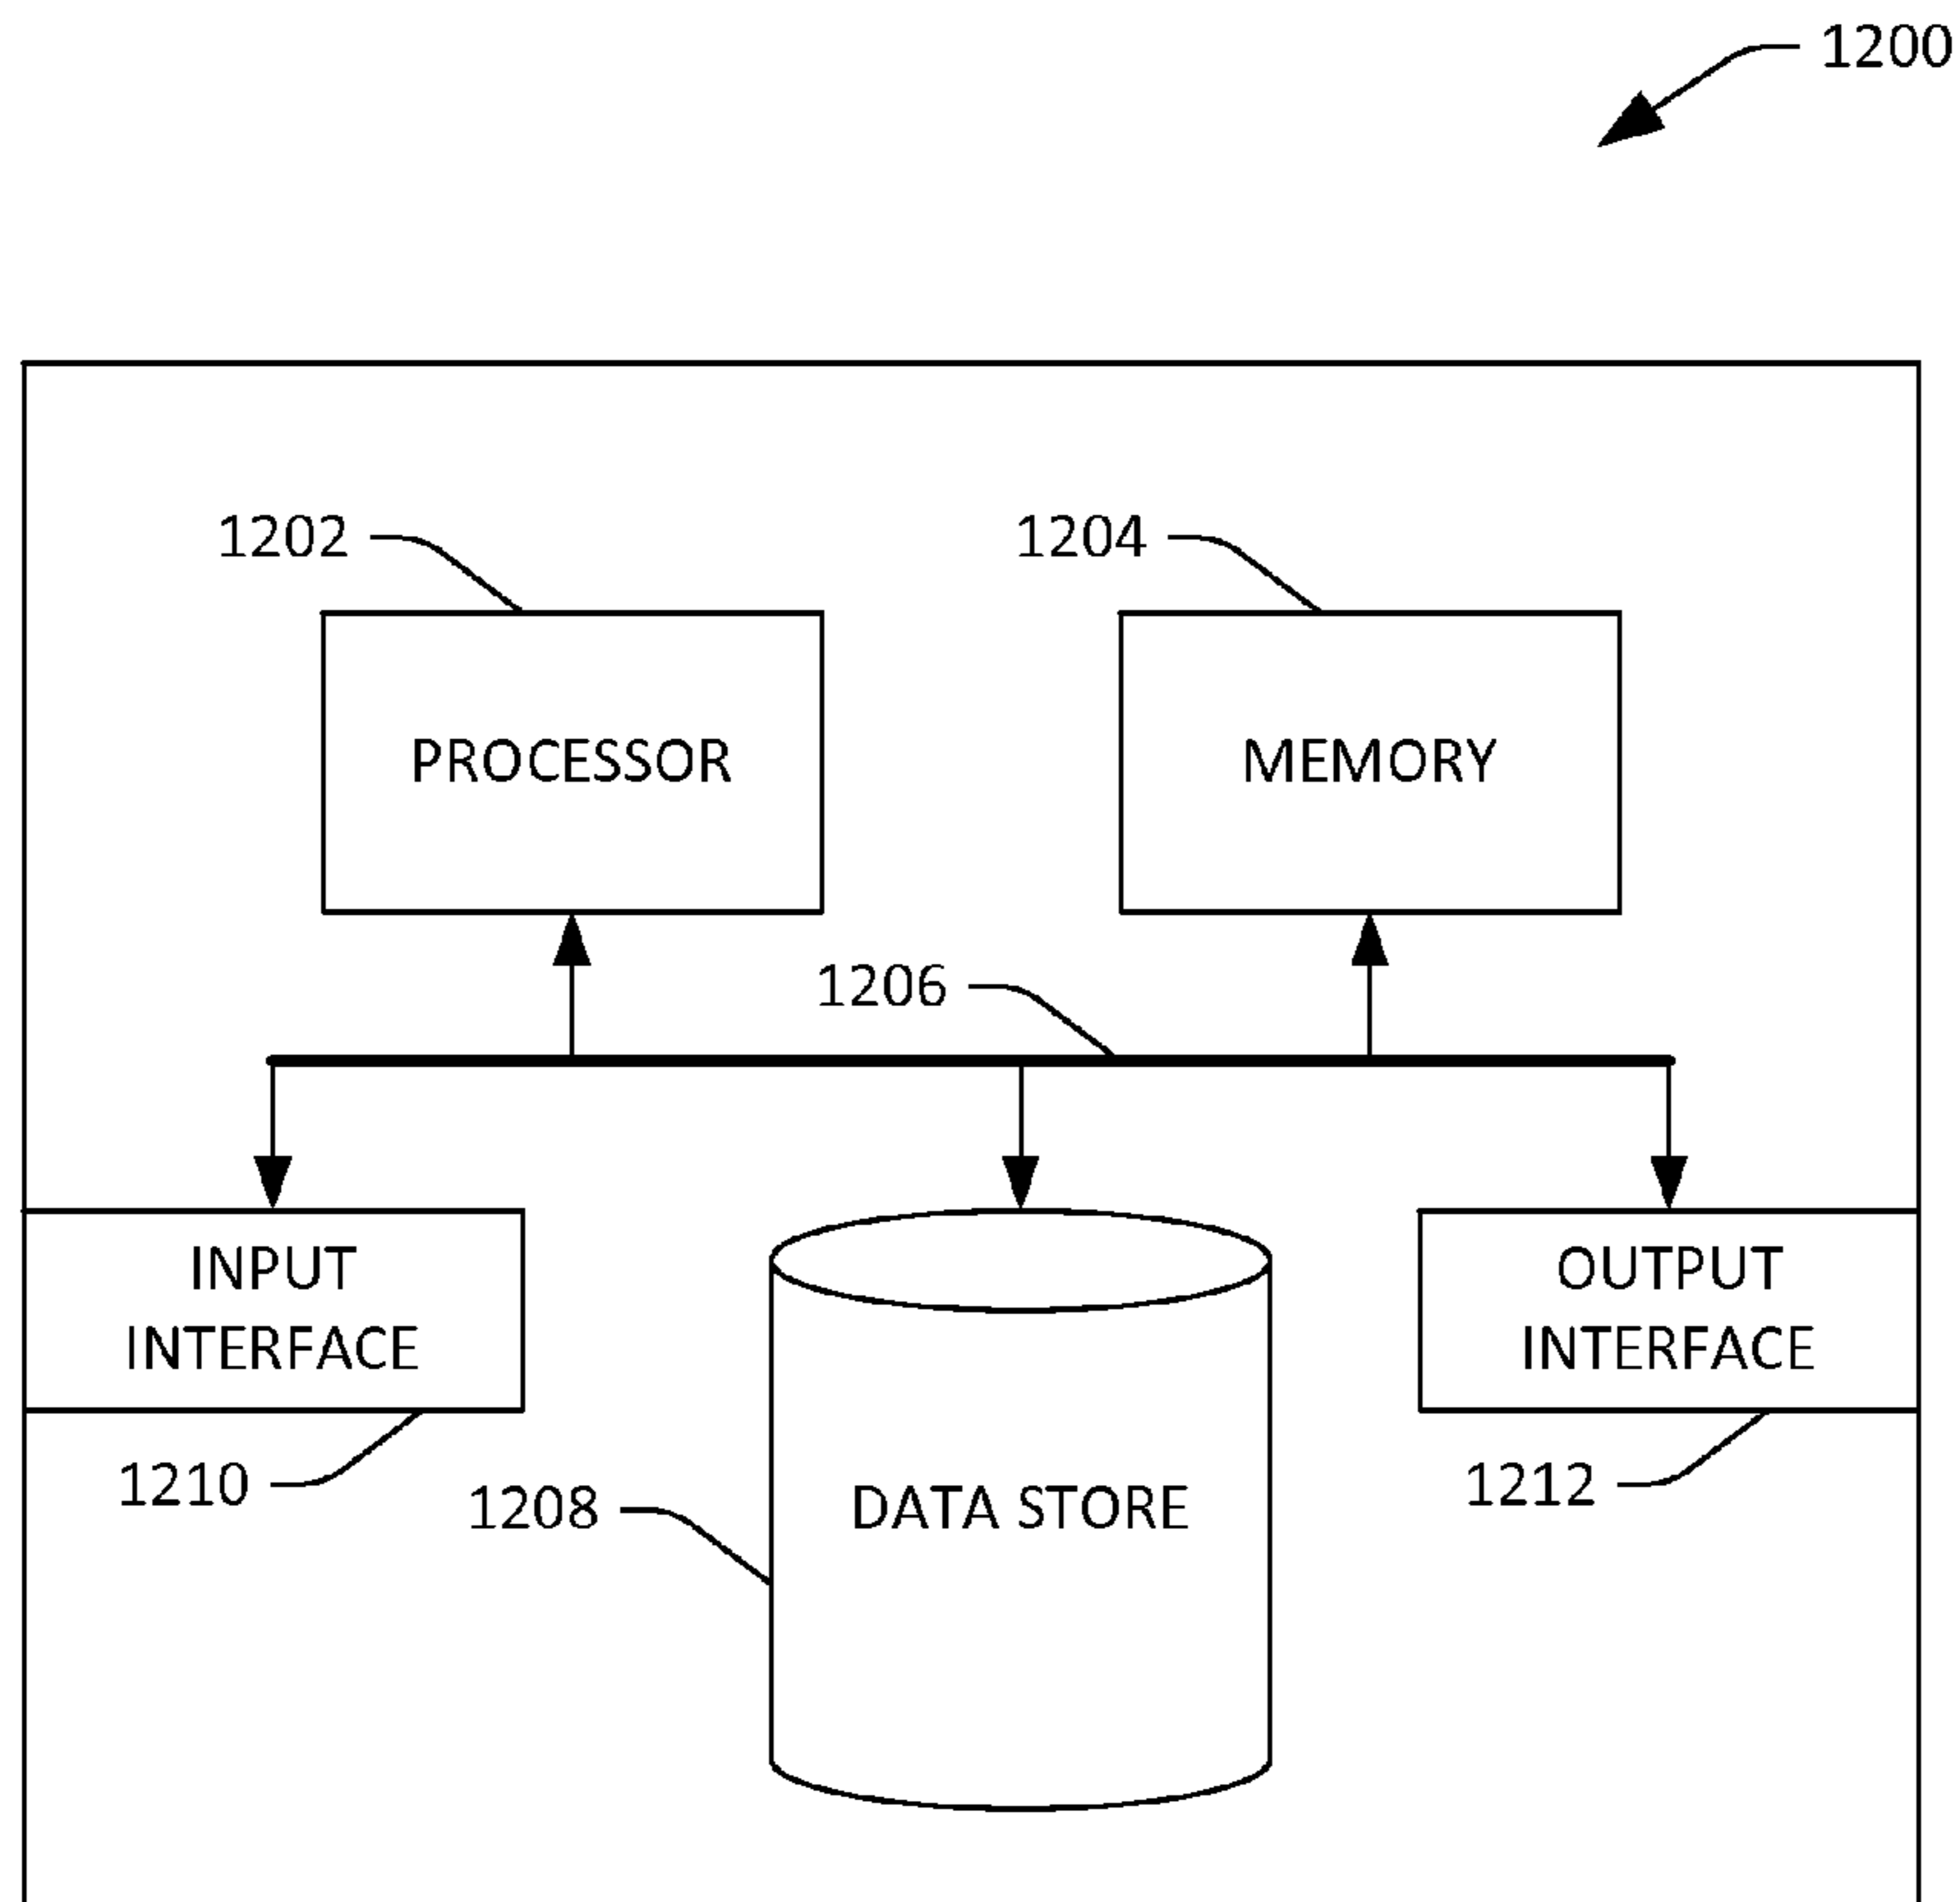 1200
1202
1204
PROCESSOR
MEMORY
1206
INPUT
INTERFACE
OUTPUT
INTERFACE
1210
1208
DATA STORE
1212